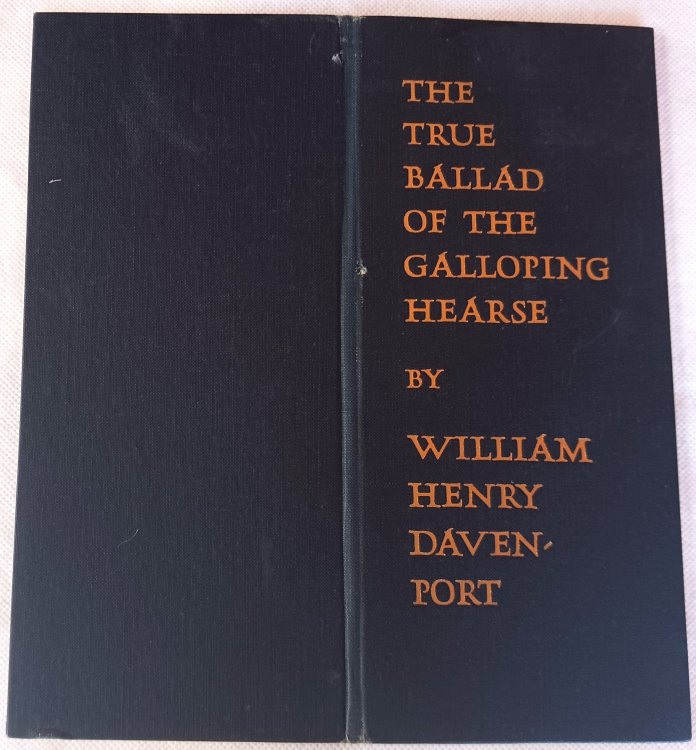 THE
TRUE
BALLAD
OF THE
GALLOPING
HEARSE
BY
WILLIAM
HENRY
DAVEN-
PORT